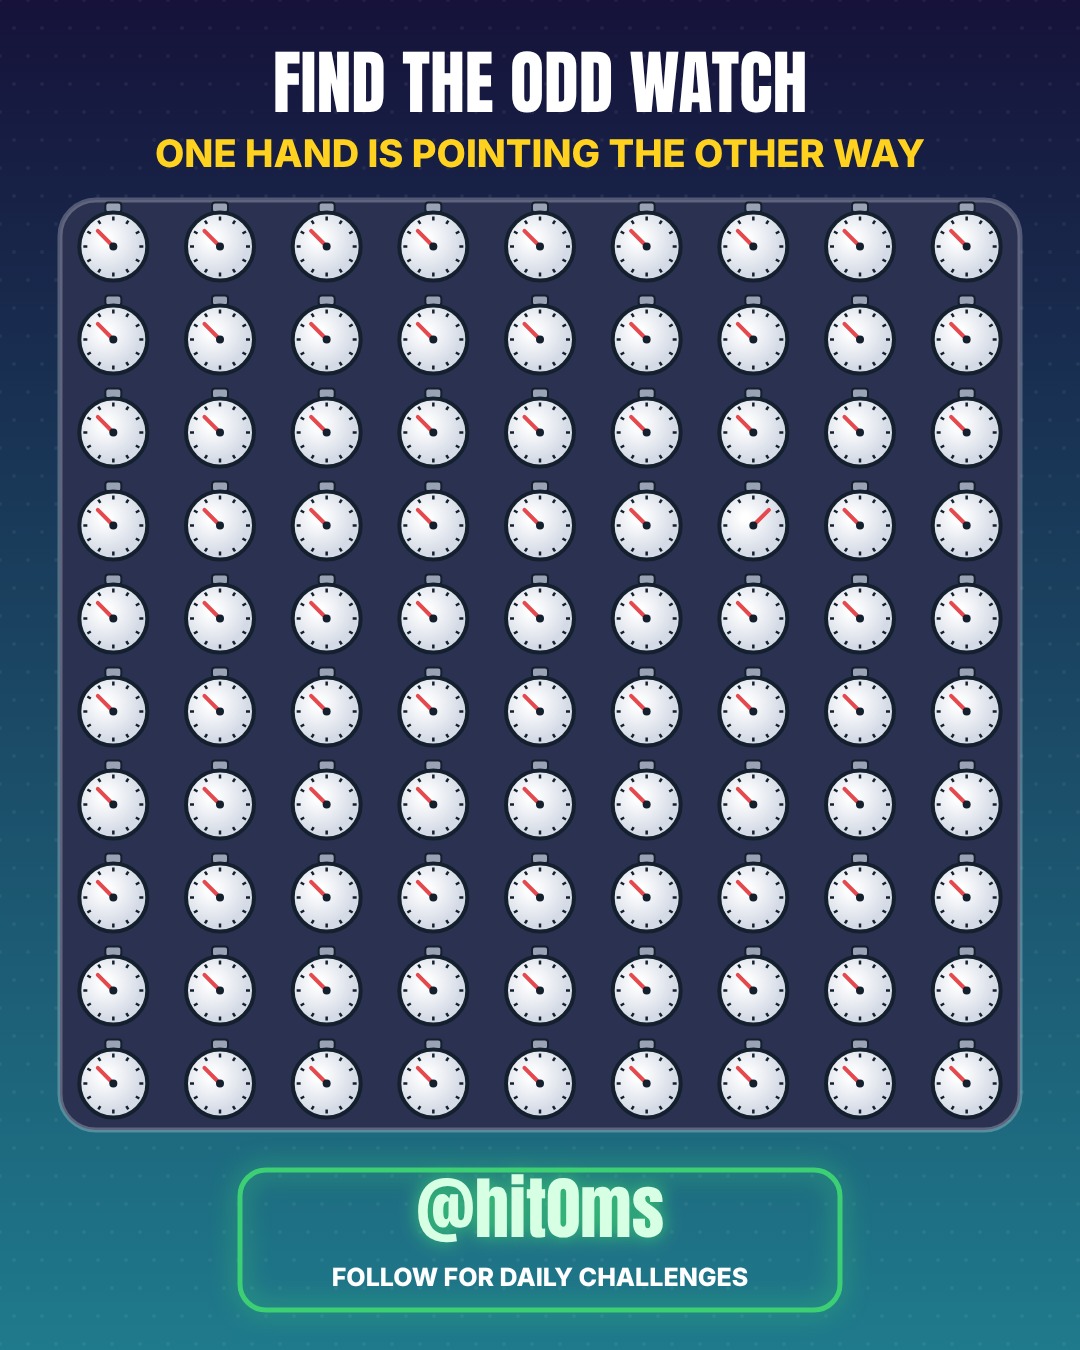 FIND THE ODD WATCH
ONE HAND IS POINTING THE OTHER WAY
@hit0ms
FOLLOW FOR DAILY CHALLENGES